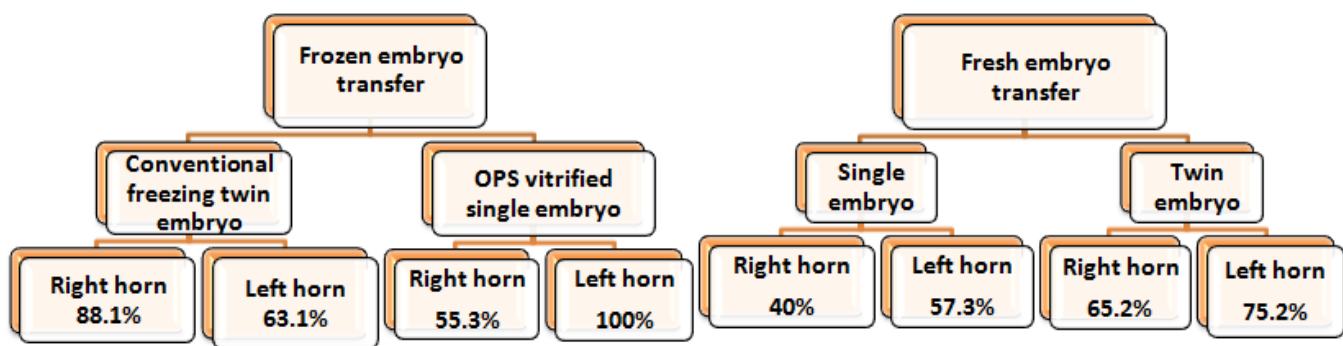 Frozen embryo
transfer
Fresh embryo
transfer
Conventional
freezing twin
embryo
OPS vitrified
single embryo
Single
embryo
Twin
embryo
Right horn
88.1%
Left horn
63.1%
Right horn
55.3%
Left horn
100%
Right horn
40%
Left horn
57.3%
Right horn
65.2%
Left horn
75.2%